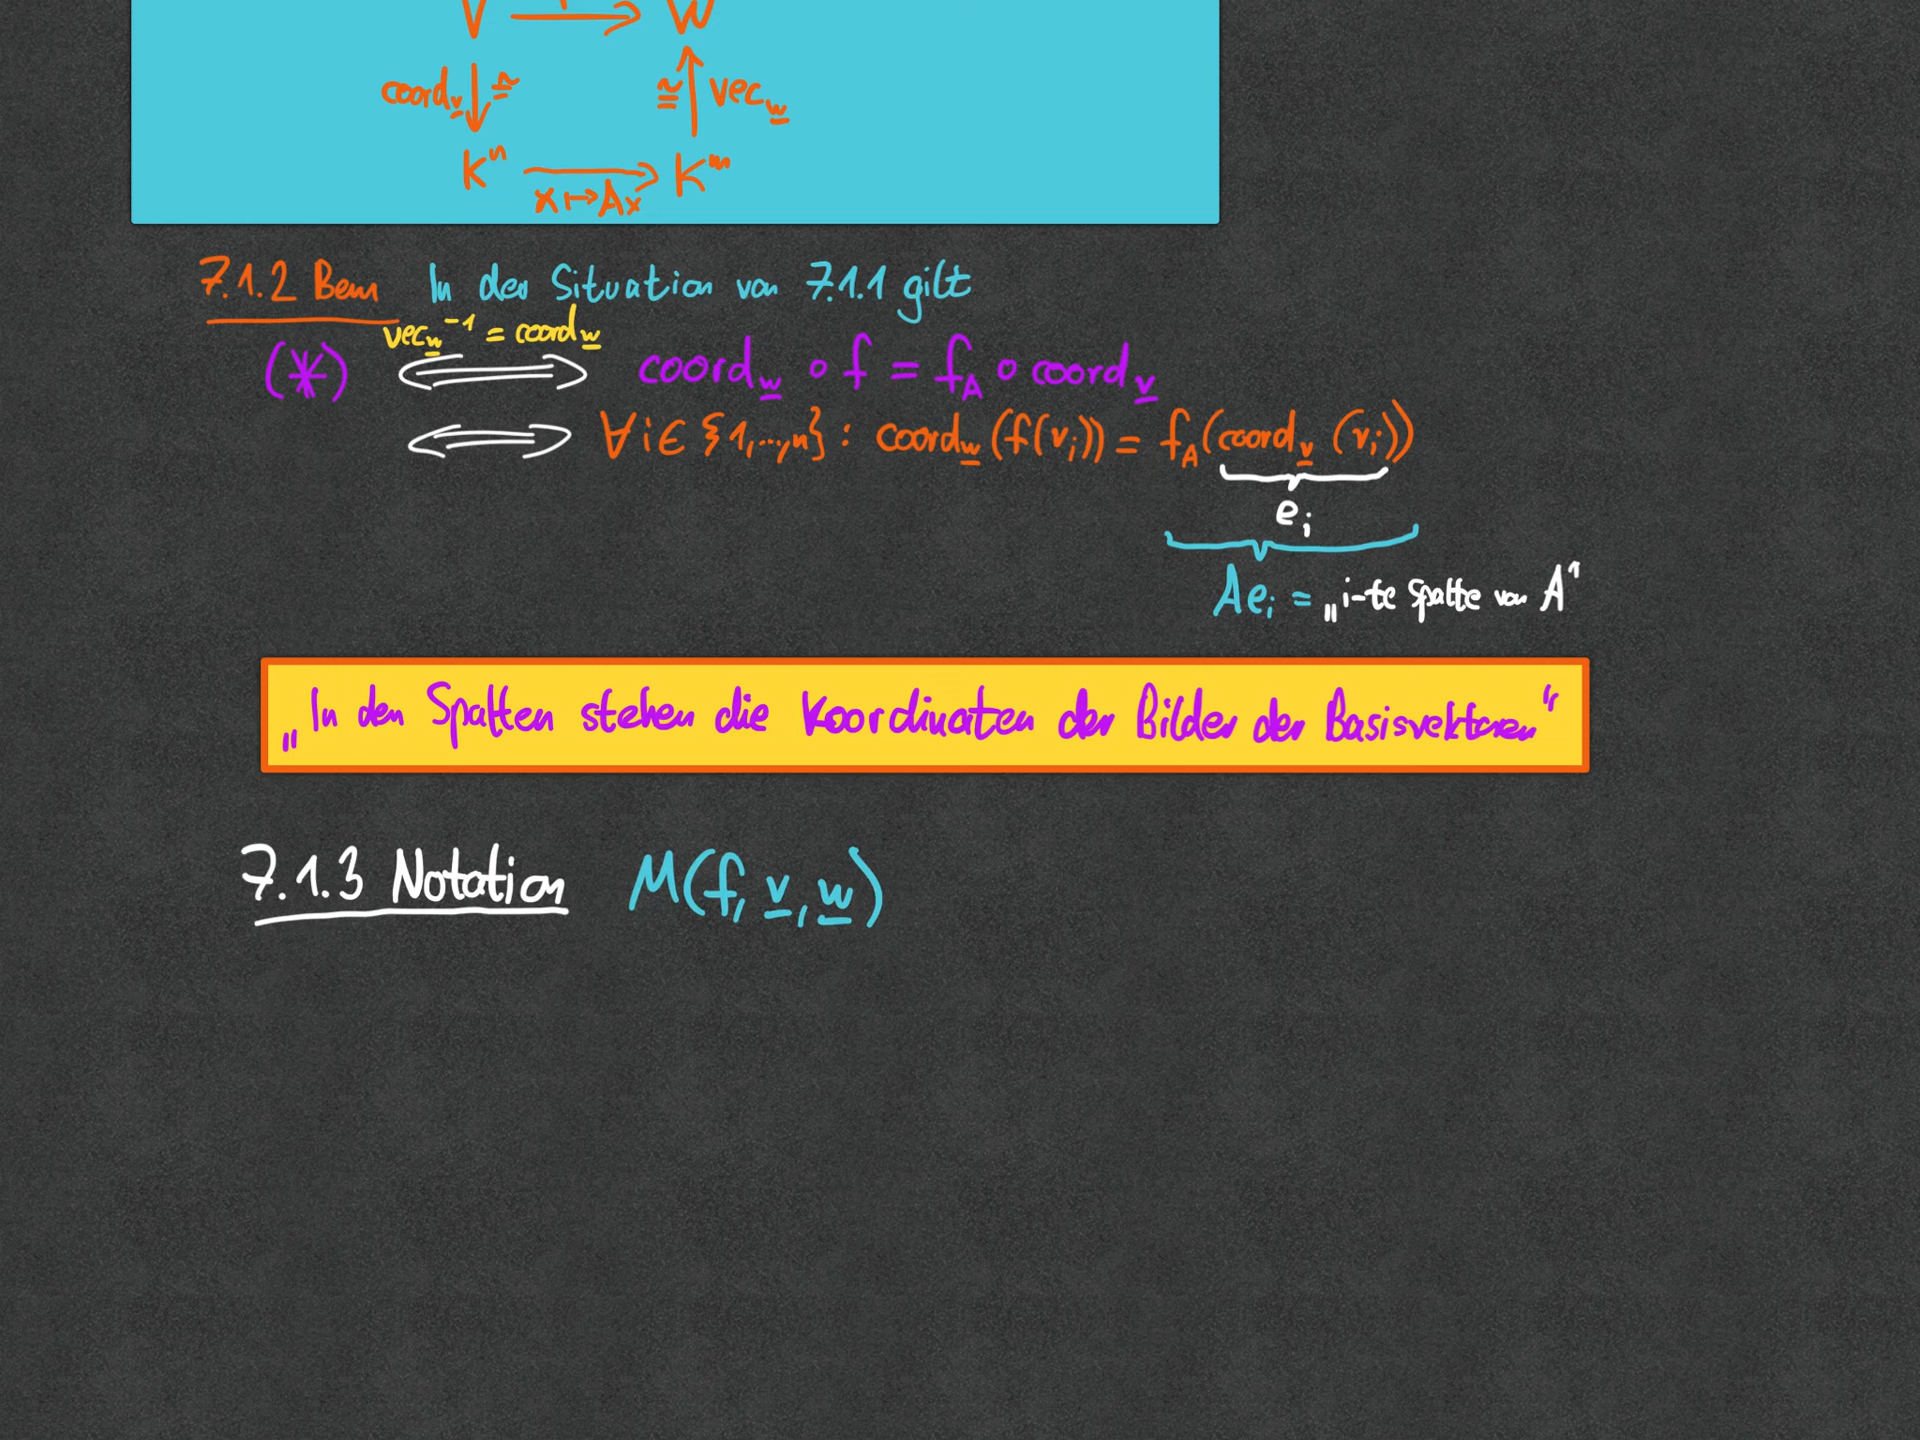 V → W
coord_v ↓ ≅ ≅ ↑ vec_w
K^n → K^m
x ↦ Ax
7.1.2 Bem In der Situation von 7.1.1 gilt
vec_w^{-1} = coord_w
(*) ⟺ coord_w ∘ f = f_A ∘ coord_v
⟺ ∀ i ∈ {1,...,n} : coord_w (f(v_i)) = f_A (coord_v (v_i))
e_i
A e_i = „i-te Spalte von A“
„In den Spalten stehen die Koordinaten der Bilder der Basisvektoren“
7.1.3 Notation M(f, v, w)